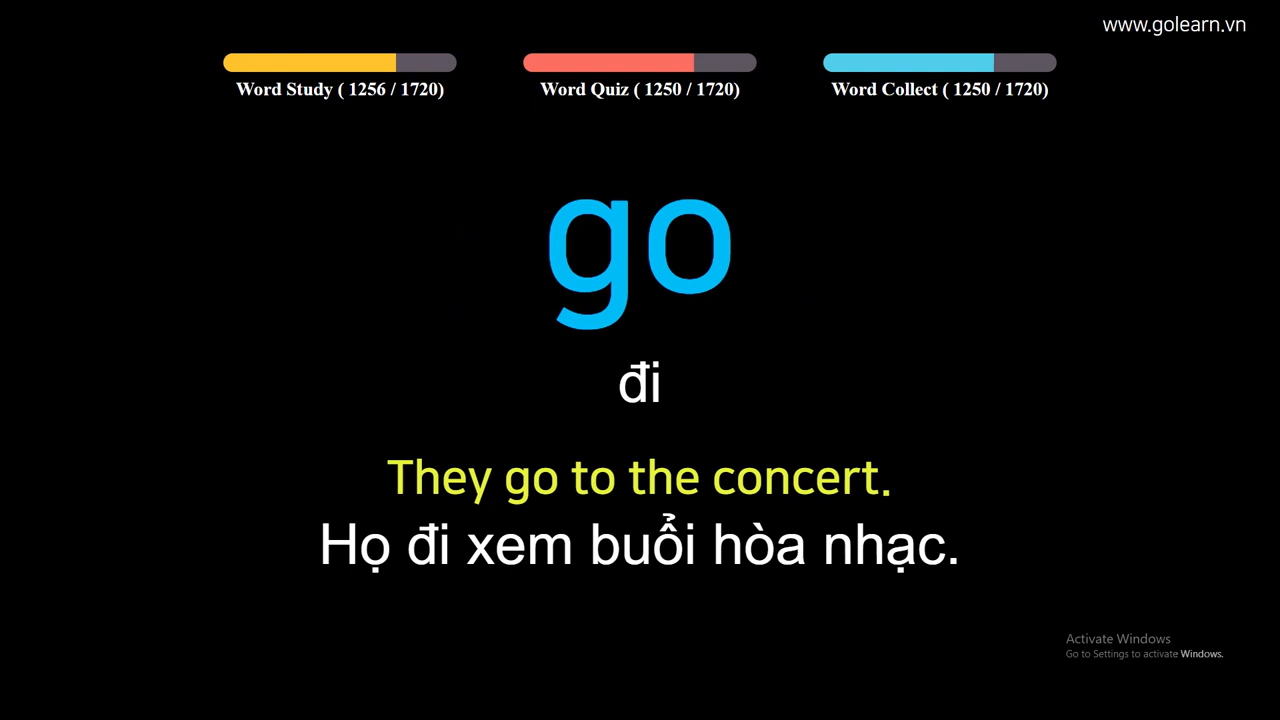 www.golearn.vn
Word Study ( 1256 / 1720)
Word Quiz ( 1250 / 1720)
Word Collect ( 1250 / 1720)
go
đi
They go to the concert.
Họ đi xem buổi hòa nhạc.
Activate Windows
Go to Settings to activate Windows.